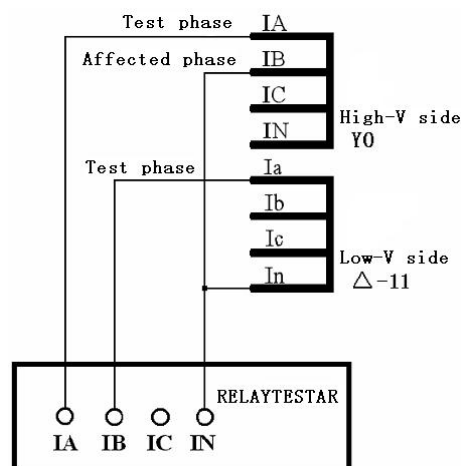 Test phase IA
Affected phase IB
IC
IN
High-V side
Y0
Test phase Ia
Ib
Ic
In
Low-V side
△-11
RELAYTESTAR
IA IB IC IN